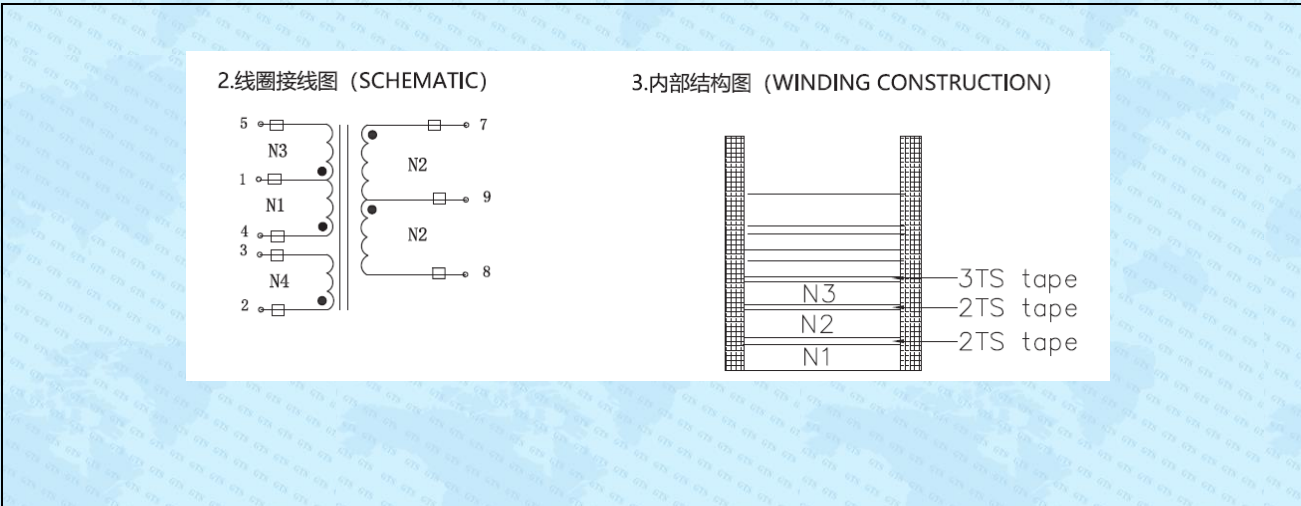 2.线圈接线图（SCHEMATIC）
5
N3
1
N1
4
3
N4
2
7
N2
9
N2
8
3.内部结构图（WINDING CONSTRUCTION）
3TS tape
N3
2TS tape
N2
2TS tape
N1